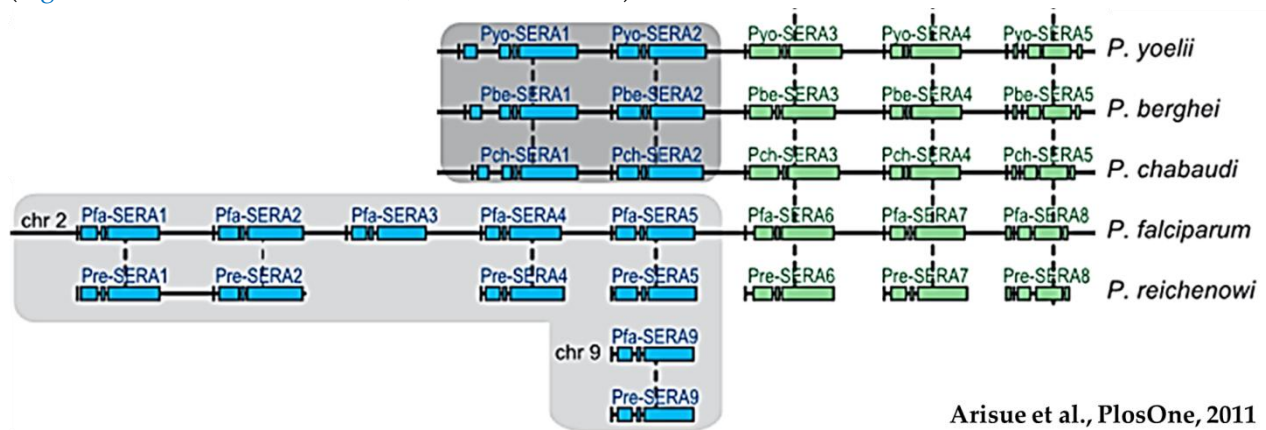 Pyo-SERA1 Pyo-SERA2 Pyo-SERA3 Pyo-SERA4 Pyo-SERA5 P. yoelii
Pbe-SERA1 Pbe-SERA2 Pbe-SERA3 Pbe-SERA4 Pbe-SERA5 P. berghei
Pch-SERA1 Pch-SERA2 Pch-SERA3 Pch-SERA4 Pch-SERA5 P. chabaudi
chr 2 Pfa-SERA1 Pfa-SERA2 Pfa-SERA3 Pfa-SERA4 Pfa-SERA5 Pfa-SERA6 Pfa-SERA7 Pfa-SERA8 P. falciparum
Pre-SERA1 Pre-SERA2 Pre-SERA4 Pre-SERA5 Pre-SERA6 Pre-SERA7 Pre-SERA8 P. reichenowi
chr 9 Pfa-SERA9
Pre-SERA9
Arisue et al., PlosOne, 2011